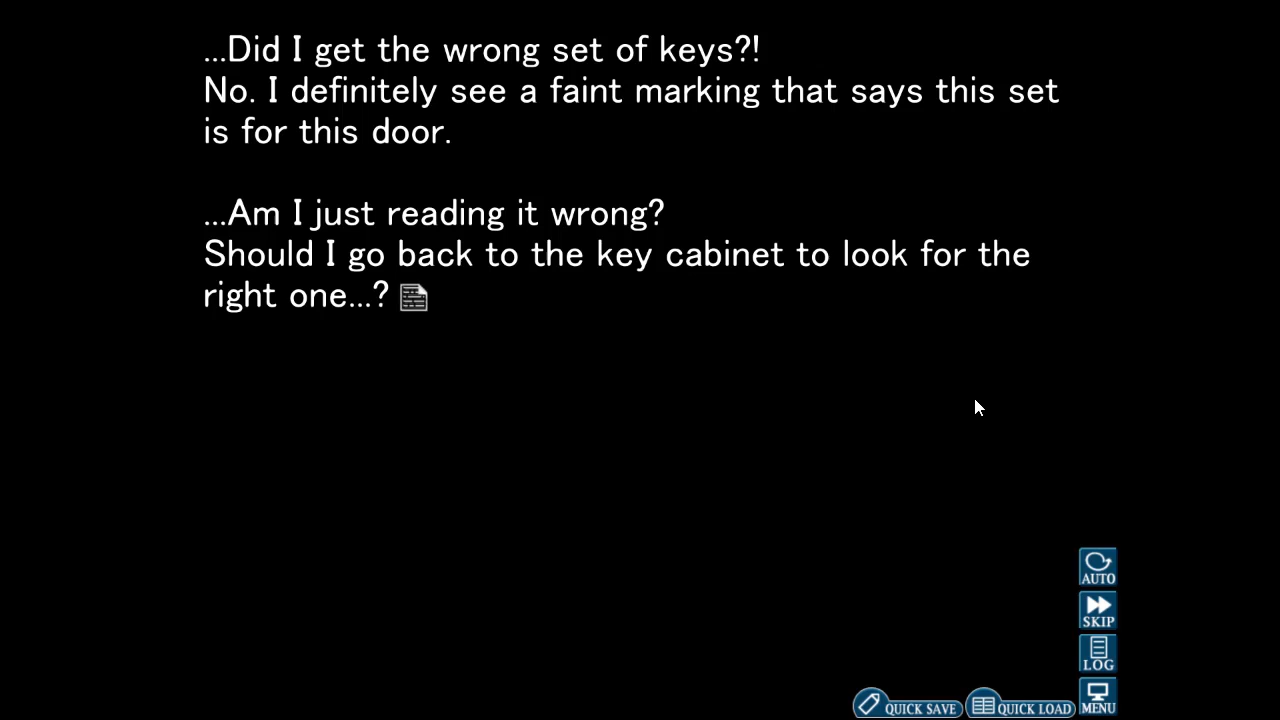 ...Did I get the wrong set of keys?!
No. I definitely see a faint marking that says this set
is for this door.
...Am I just reading it wrong?
Should I go back to the key cabinet to look for the
right one...?
AUTO
SKIP
LOG
MENU
QUICK SAVE
QUICK LOAD